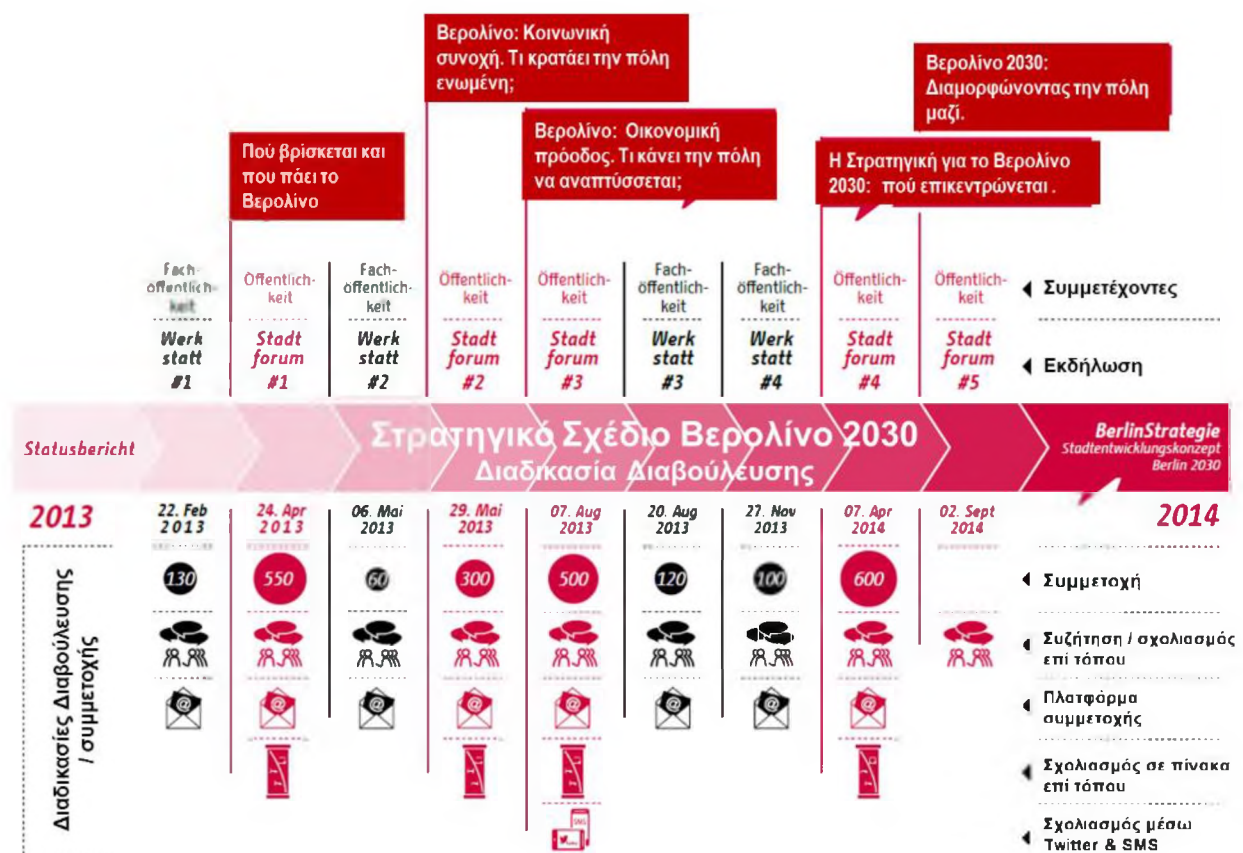 Βερολίνο: Κοινωνική
συνοχή. Τι κρατάει την πόλη
ενωμένη;
Βερολίνο 2030:
Διαμορφώνοντας την πόλη
μαζί.
Βερολίνο: Οικονομική
πρόοδος. Τι κάνει την πόλη
να αναπτύσσεται;
Πού βρίσκεται και
που πάει το
Βερολίνο
Η Στρατηγική για το Βερολίνο
2030: πού επικεντρώνεται .
Fach-
öffentlich-
keit
Öffentlich-
keit
Fach-
öffentlich-
keit
Öffentlich-
keit
Öffentlich-
keit
Fach-
öffentlich-
keit
Fach-
öffentlich-
keit
Öffentlich-
keit
Öffentlich-
keit
Συμμετέχοντες
Werk
statt
#1
Stadt
forum
#1
Werk
statt
#2
Stadt
forum
#2
Stadt
forum
#3
Werk
statt
#3
Werk
statt
#4
Stadt
forum
#4
Stadt
forum
#5
Εκδήλωση
Statusbericht
Στρατηγικό Σχέδιο Βερολίνο 2030
Διαδικασία Διαβούλευσης
BerlinStrategie
Stadtentwicklungskonzept
Berlin 2030
2013
22. Feb
2013
24. Apr
2013
06. Mai
2013
29. Mai
2013
07. Aug
2013
20. Aug
2013
27. Nov
2013
07. Apr
2014
02. Sept
2014
2014
Διαδικασίες Διαβούλευσης
/ συμμετοχής
130
550
60
300
500
120
100
600
Συμμετοχή
Συζήτηση / σχολιασμός
επί τόπου
@
@
@
@
@
@
@
Πλατφόρμα
συμμετοχής
Σχολιασμός σε πίνακα
επί τόπου
SMS
Σχολιασμός μέσω
Twitter & SMS